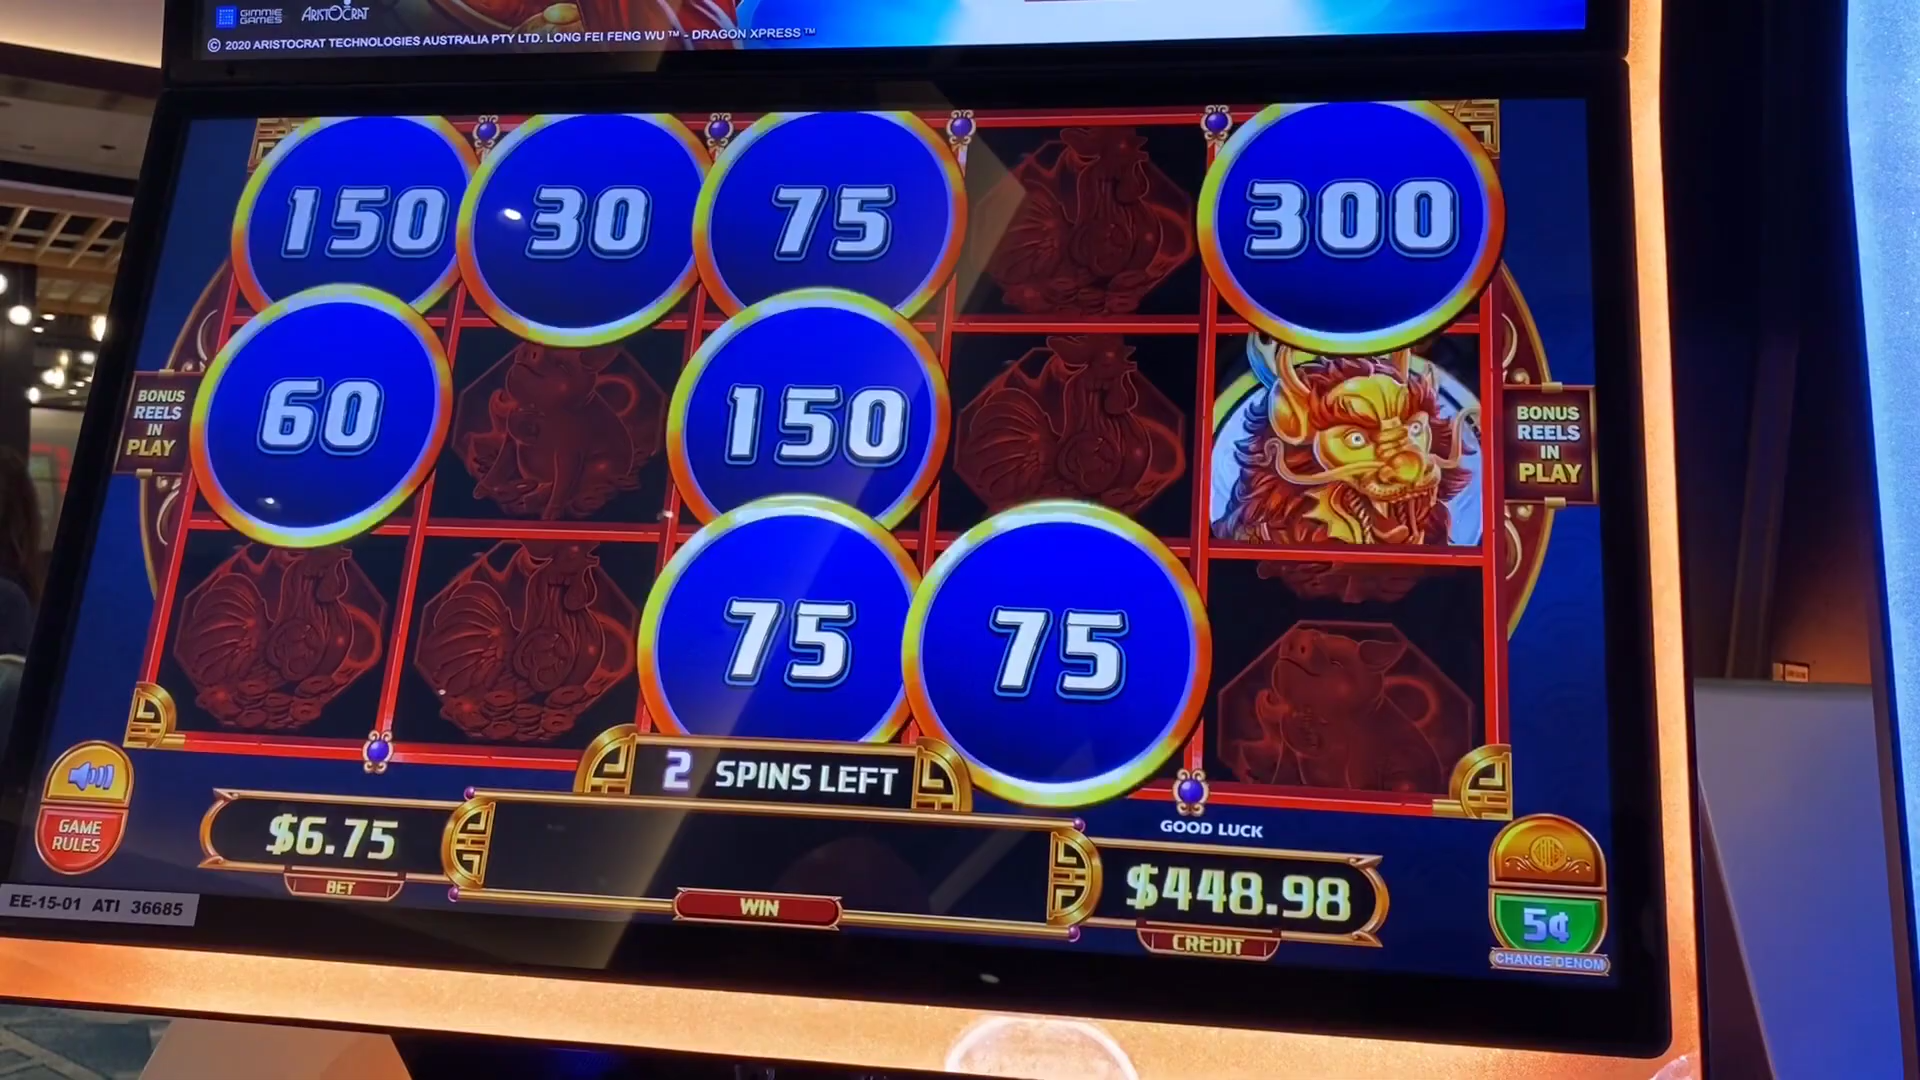 GIMMIE GAMES
ARISTOCRAT
© 2020 ARISTOCRAT TECHNOLOGIES AUSTRALIA PTY LTD. LONG FEI FENG WU™ - DRAGON XPRESS™
150
30
75
300
60
150
75
75
BONUS
REELS
IN
PLAY
BONUS
REELS
IN
PLAY
2 SPINS LEFT
GAME
RULES
$6.75
BET
WIN
GOOD LUCK
$448.98
CREDIT
5¢
CHANGE DENOM
EE-15-01 ATI 36685